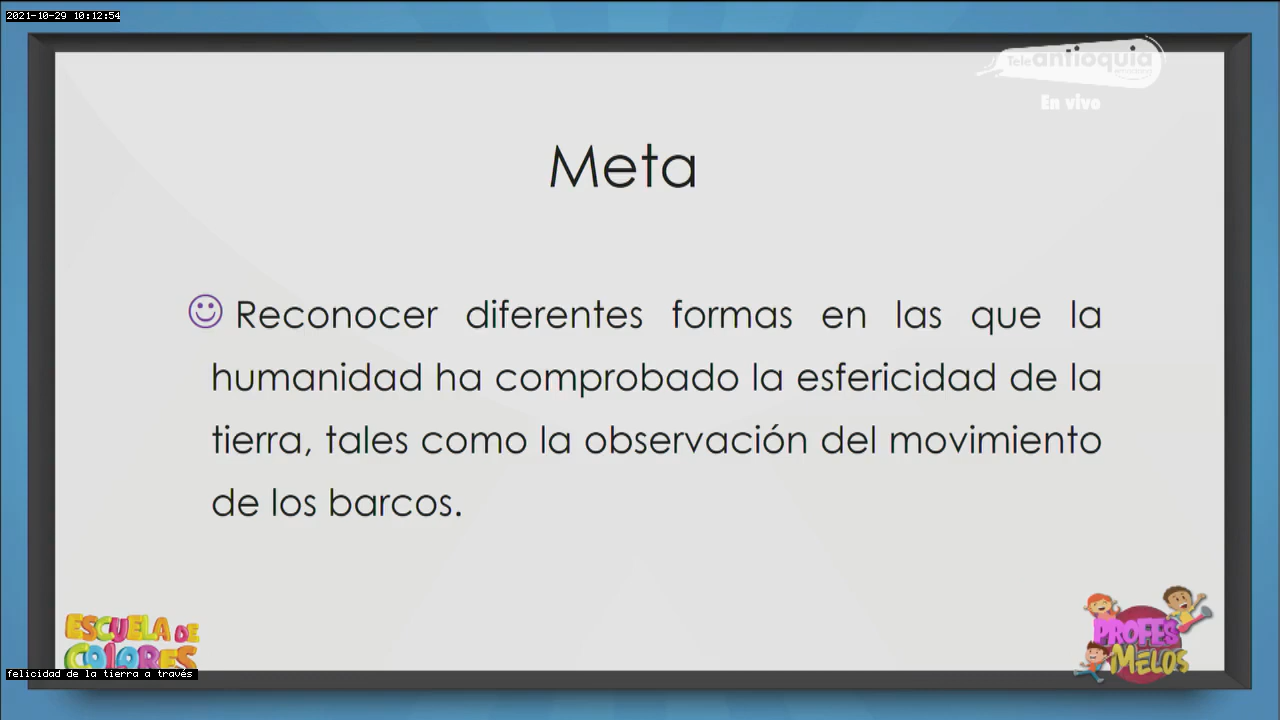 2021-10-29 10:12:54
Teleantioquia
En vivo
Meta
Reconocer diferentes formas en las que la
humanidad ha comprobado la esfericidad de la
tierra, tales como la observación del movimiento
de los barcos.
ESCUELA DE
COLORES
PROFES
MELOS
felicidad de la tierra a través